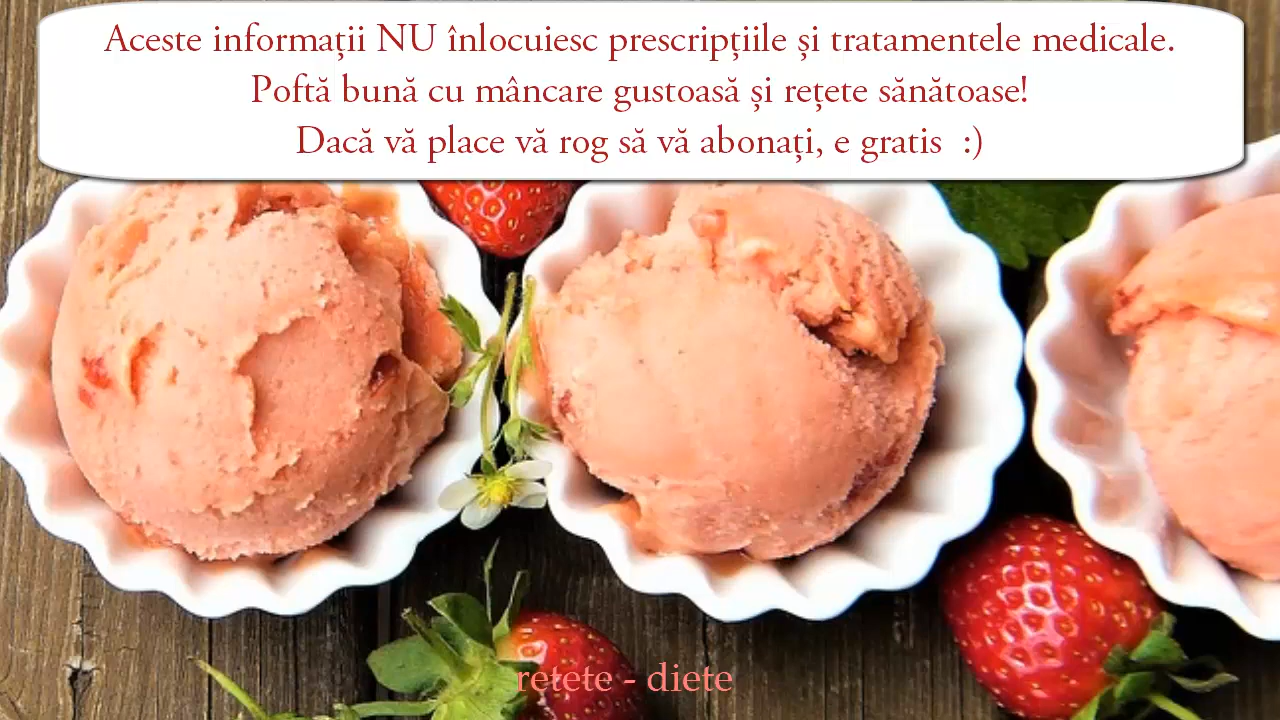 Aceste informații NU înlocuiesc prescripțiile și tratamentele medicale.
Poftă bună cu mâncare gustoasă și rețete sănătoase!
Dacă vă place vă rog să vă abonați, e gratis :)
retete - diete